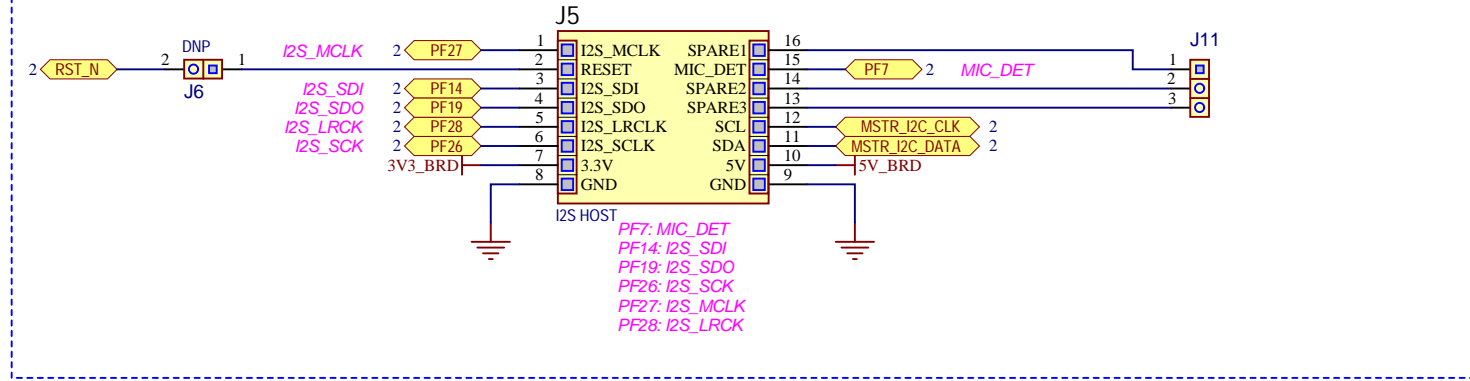 J5
I2S_MCLK 2 PF27 1 I2S_MCLK SPARE1 16
2 RST_N 2 DNP 1 2 RESET MIC_DET 15 PF7 2 MIC_DET
J6
J11
1
2
3
I2S_SDI 2 PF14 3 I2S_SDI SPARE2 14
I2S_SDO 2 PF19 4 I2S_SDO SPARE3 13
I2S_LRCK 2 PF28 5 I2S_LRCLK SCL 12 MSTR_I2C_CLK 2
I2S_SCK 2 PF26 6 I2S_SCLK SDA 11 MSTR_I2C_DATA 2
3V3_BRD 7 3.3V 5V 10 5V_BRD
8 GND GND 9
I2S HOST
PF7: MIC_DET
PF14: I2S_SDI
PF19: I2S_SDO
PF26: I2S_SCK
PF27: I2S_MCLK
PF28: I2S_LRCK